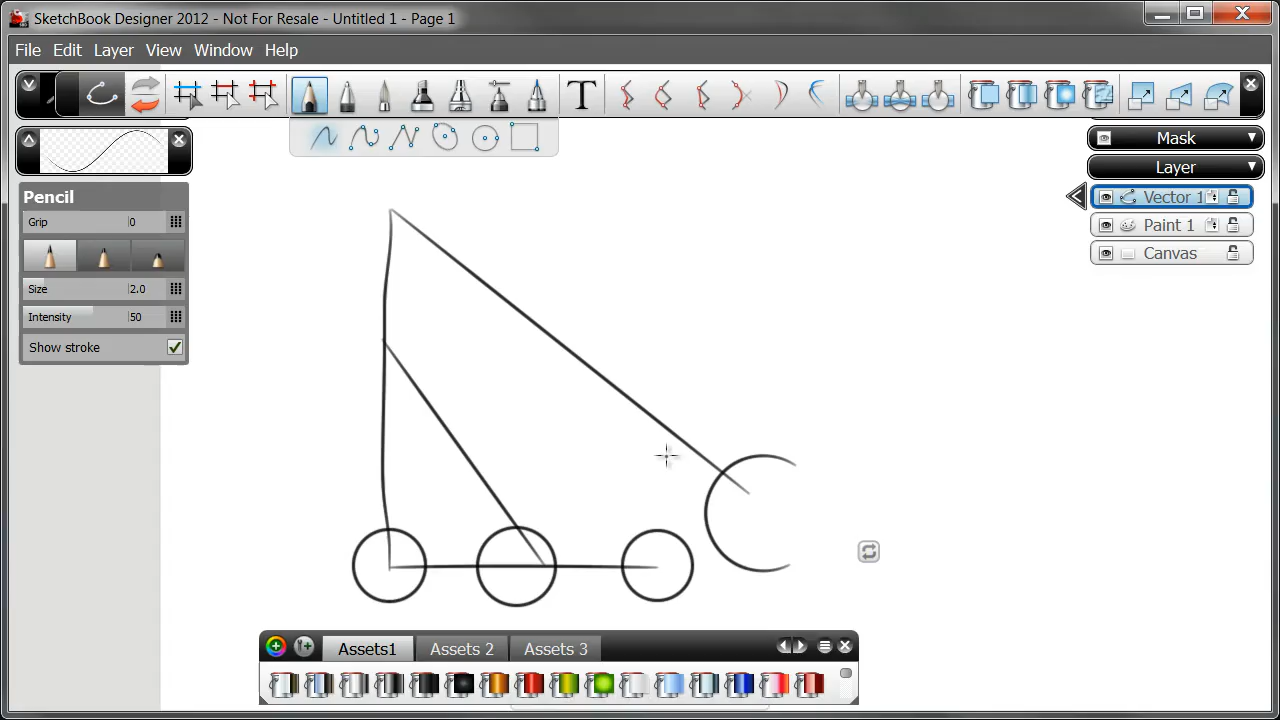 SketchBook Designer 2012 - Not For Resale - Untitled 1 - Page 1
File Edit Layer View Window Help
T
Mask
Layer
Pencil
Vector 1
Grip 0
Paint 1
Canvas
Size 2.0
Intensity 50
Show stroke
Assets1 Assets 2 Assets 3